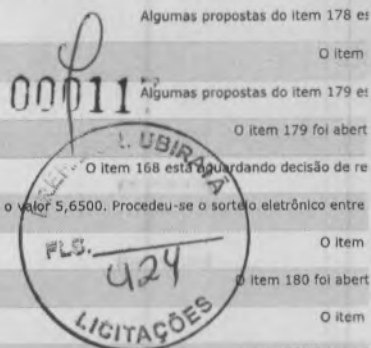 Algumas propostas do item 178 es
O item
00011
Algumas propostas do item 179 es
O item 179 foi abert
UBIRATÃ
O item 168 está aguardando decisão de re
o valor 5,6500. Procedeu-se o sorteio eletrônico entre
O item
FLS. 424
O item 180 foi abert
O item
LICITAÇÕES